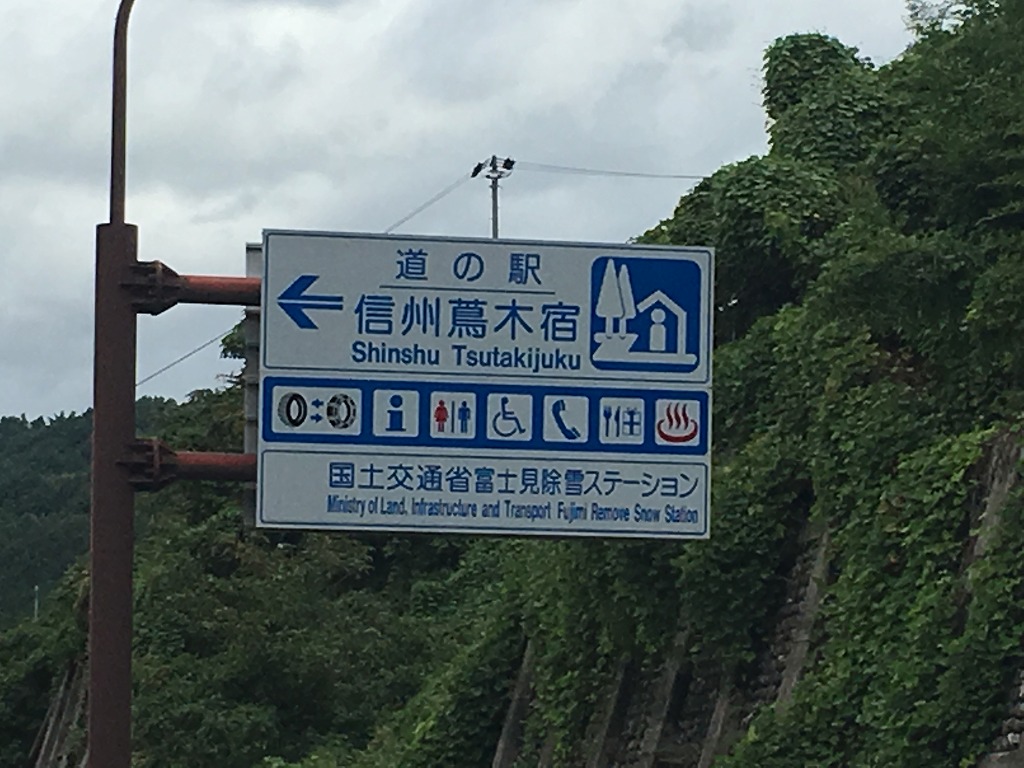 道の駅
信州蔦木宿
Shinshu Tsutakijuku
国土交通省富士見除雪ステーション
Ministry of Land, Infrastructure and Transport Fujimi Remove Snow Station